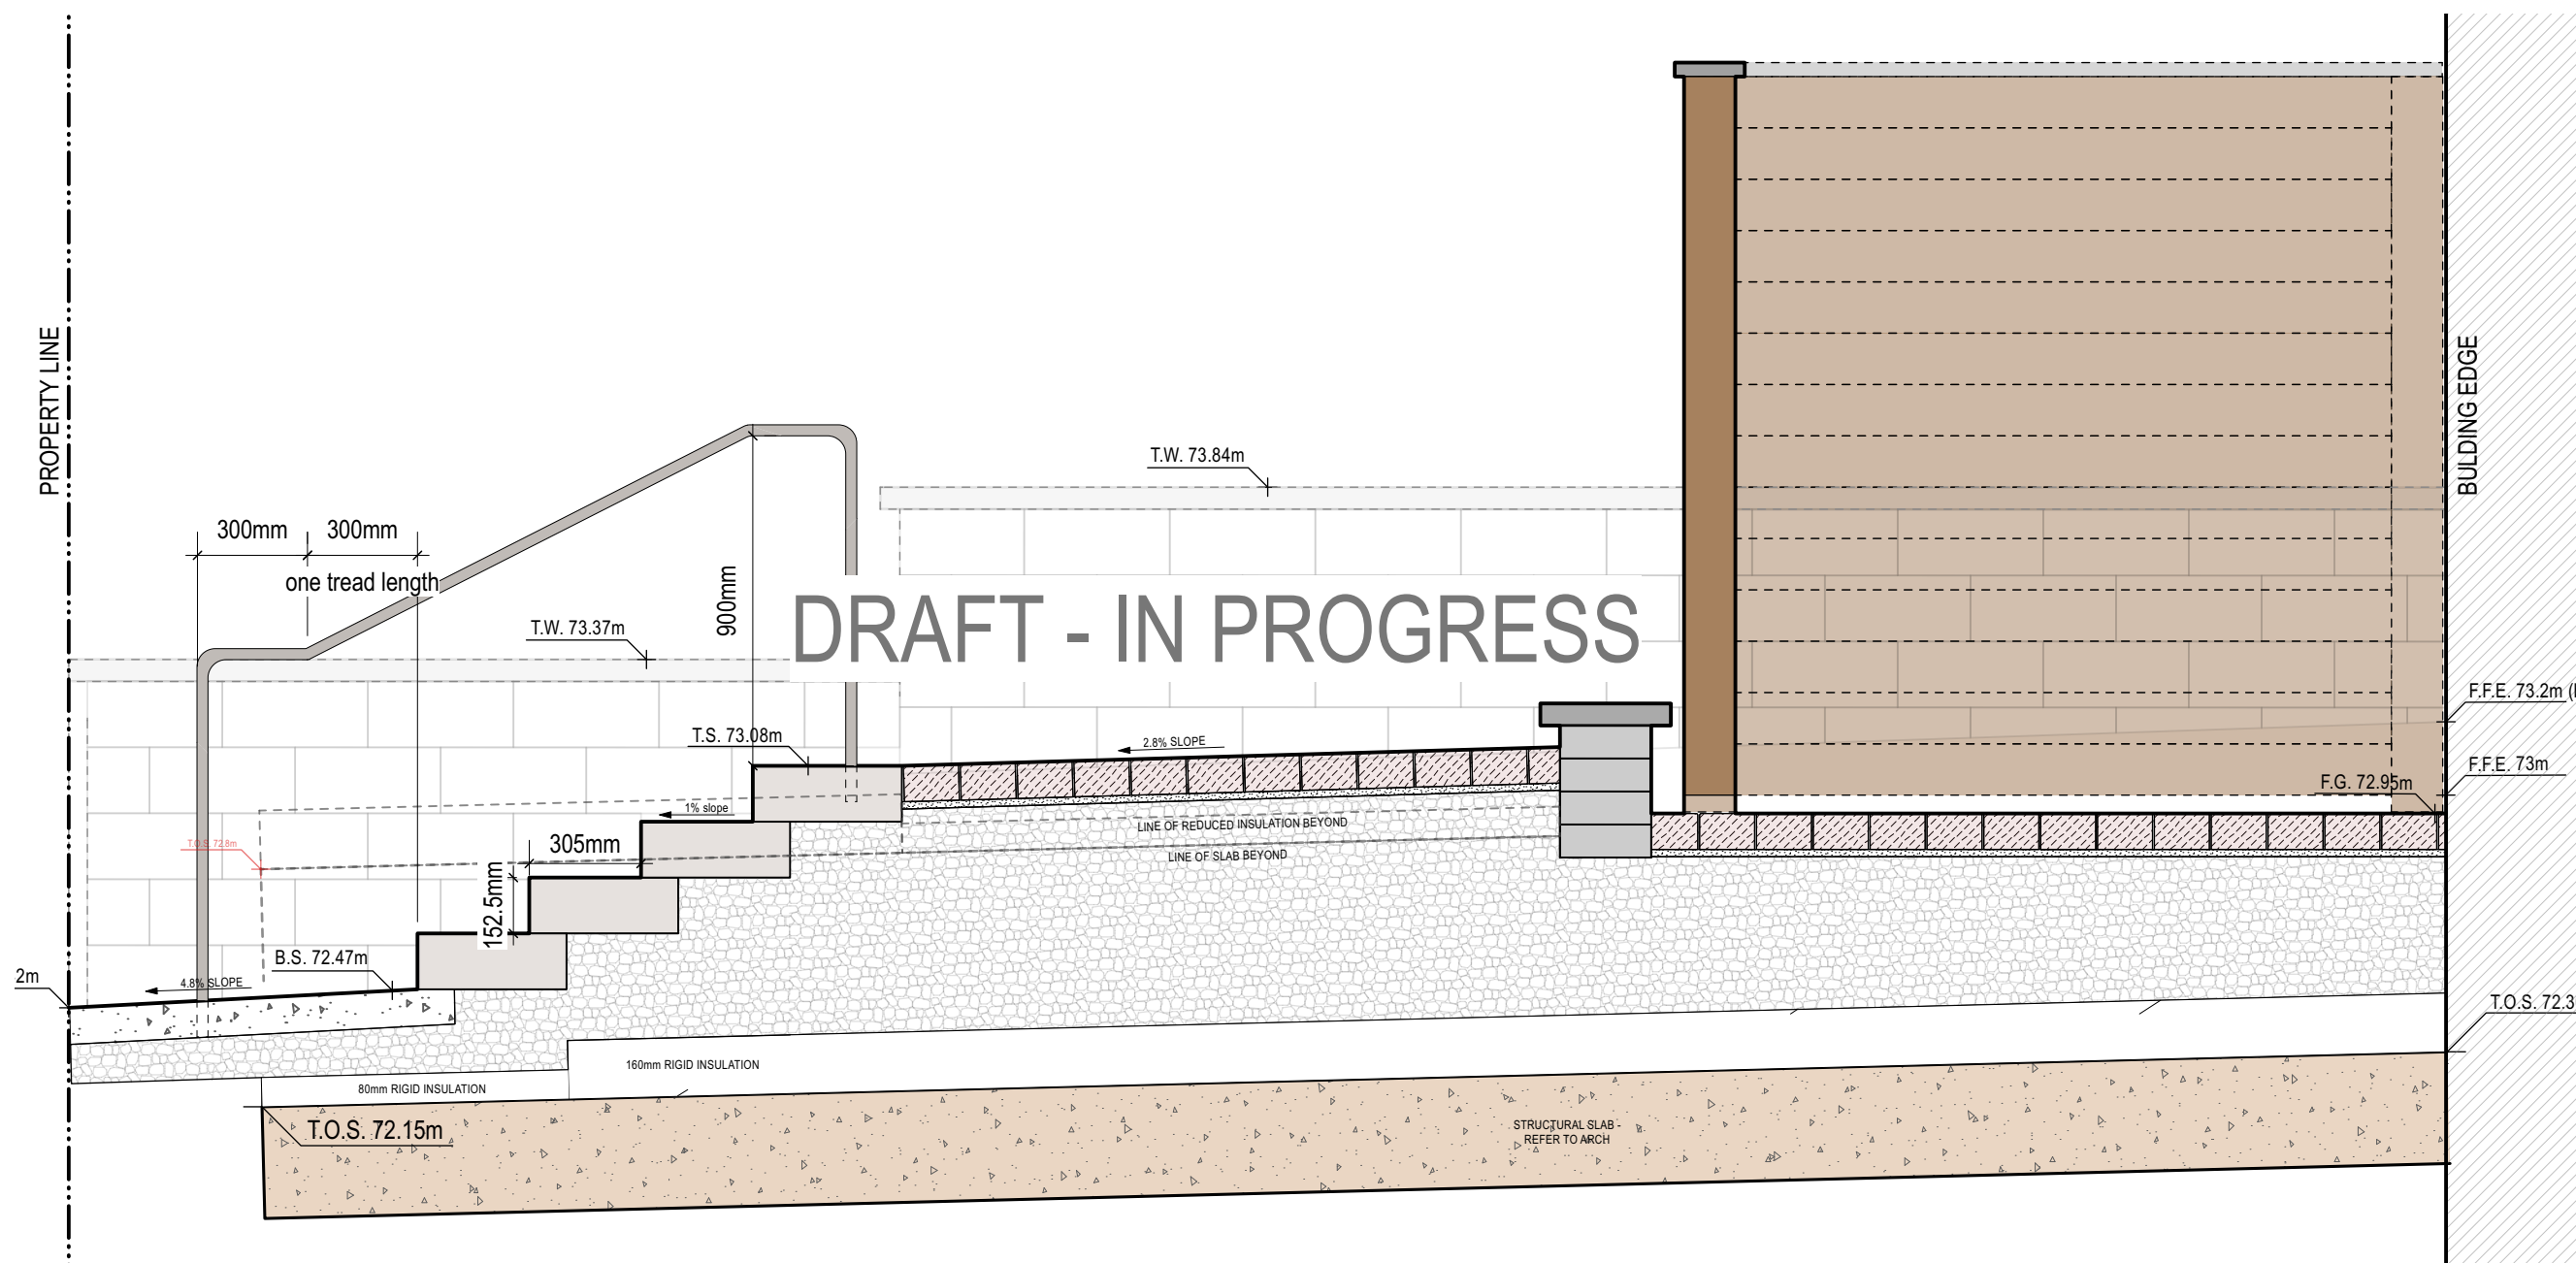 PROPERTY LINE
BULDING EDGE
T.W. 73.84m
300mm
300mm
one tread length
900mm
DRAFT - IN PROGRESS
T.W. 73.37m
F.F.E. 73.2m (
T.S. 73.08m
2.8% SLOPE
F.F.E. 73m
F.G. 72.95m
1% slope
LINE OF REDUCED INSULATION BEYOND
T.O.S. 72.8m
305mm
LINE OF SLAB BEYOND
152.5mm
B.S. 72.47m
2m
4.8% SLOPE
T.O.S. 72.3
160mm RIGID INSULATION
80mm RIGID INSULATION
T.O.S. 72.15m
STRUCTURAL SLAB -
REFER TO ARCH